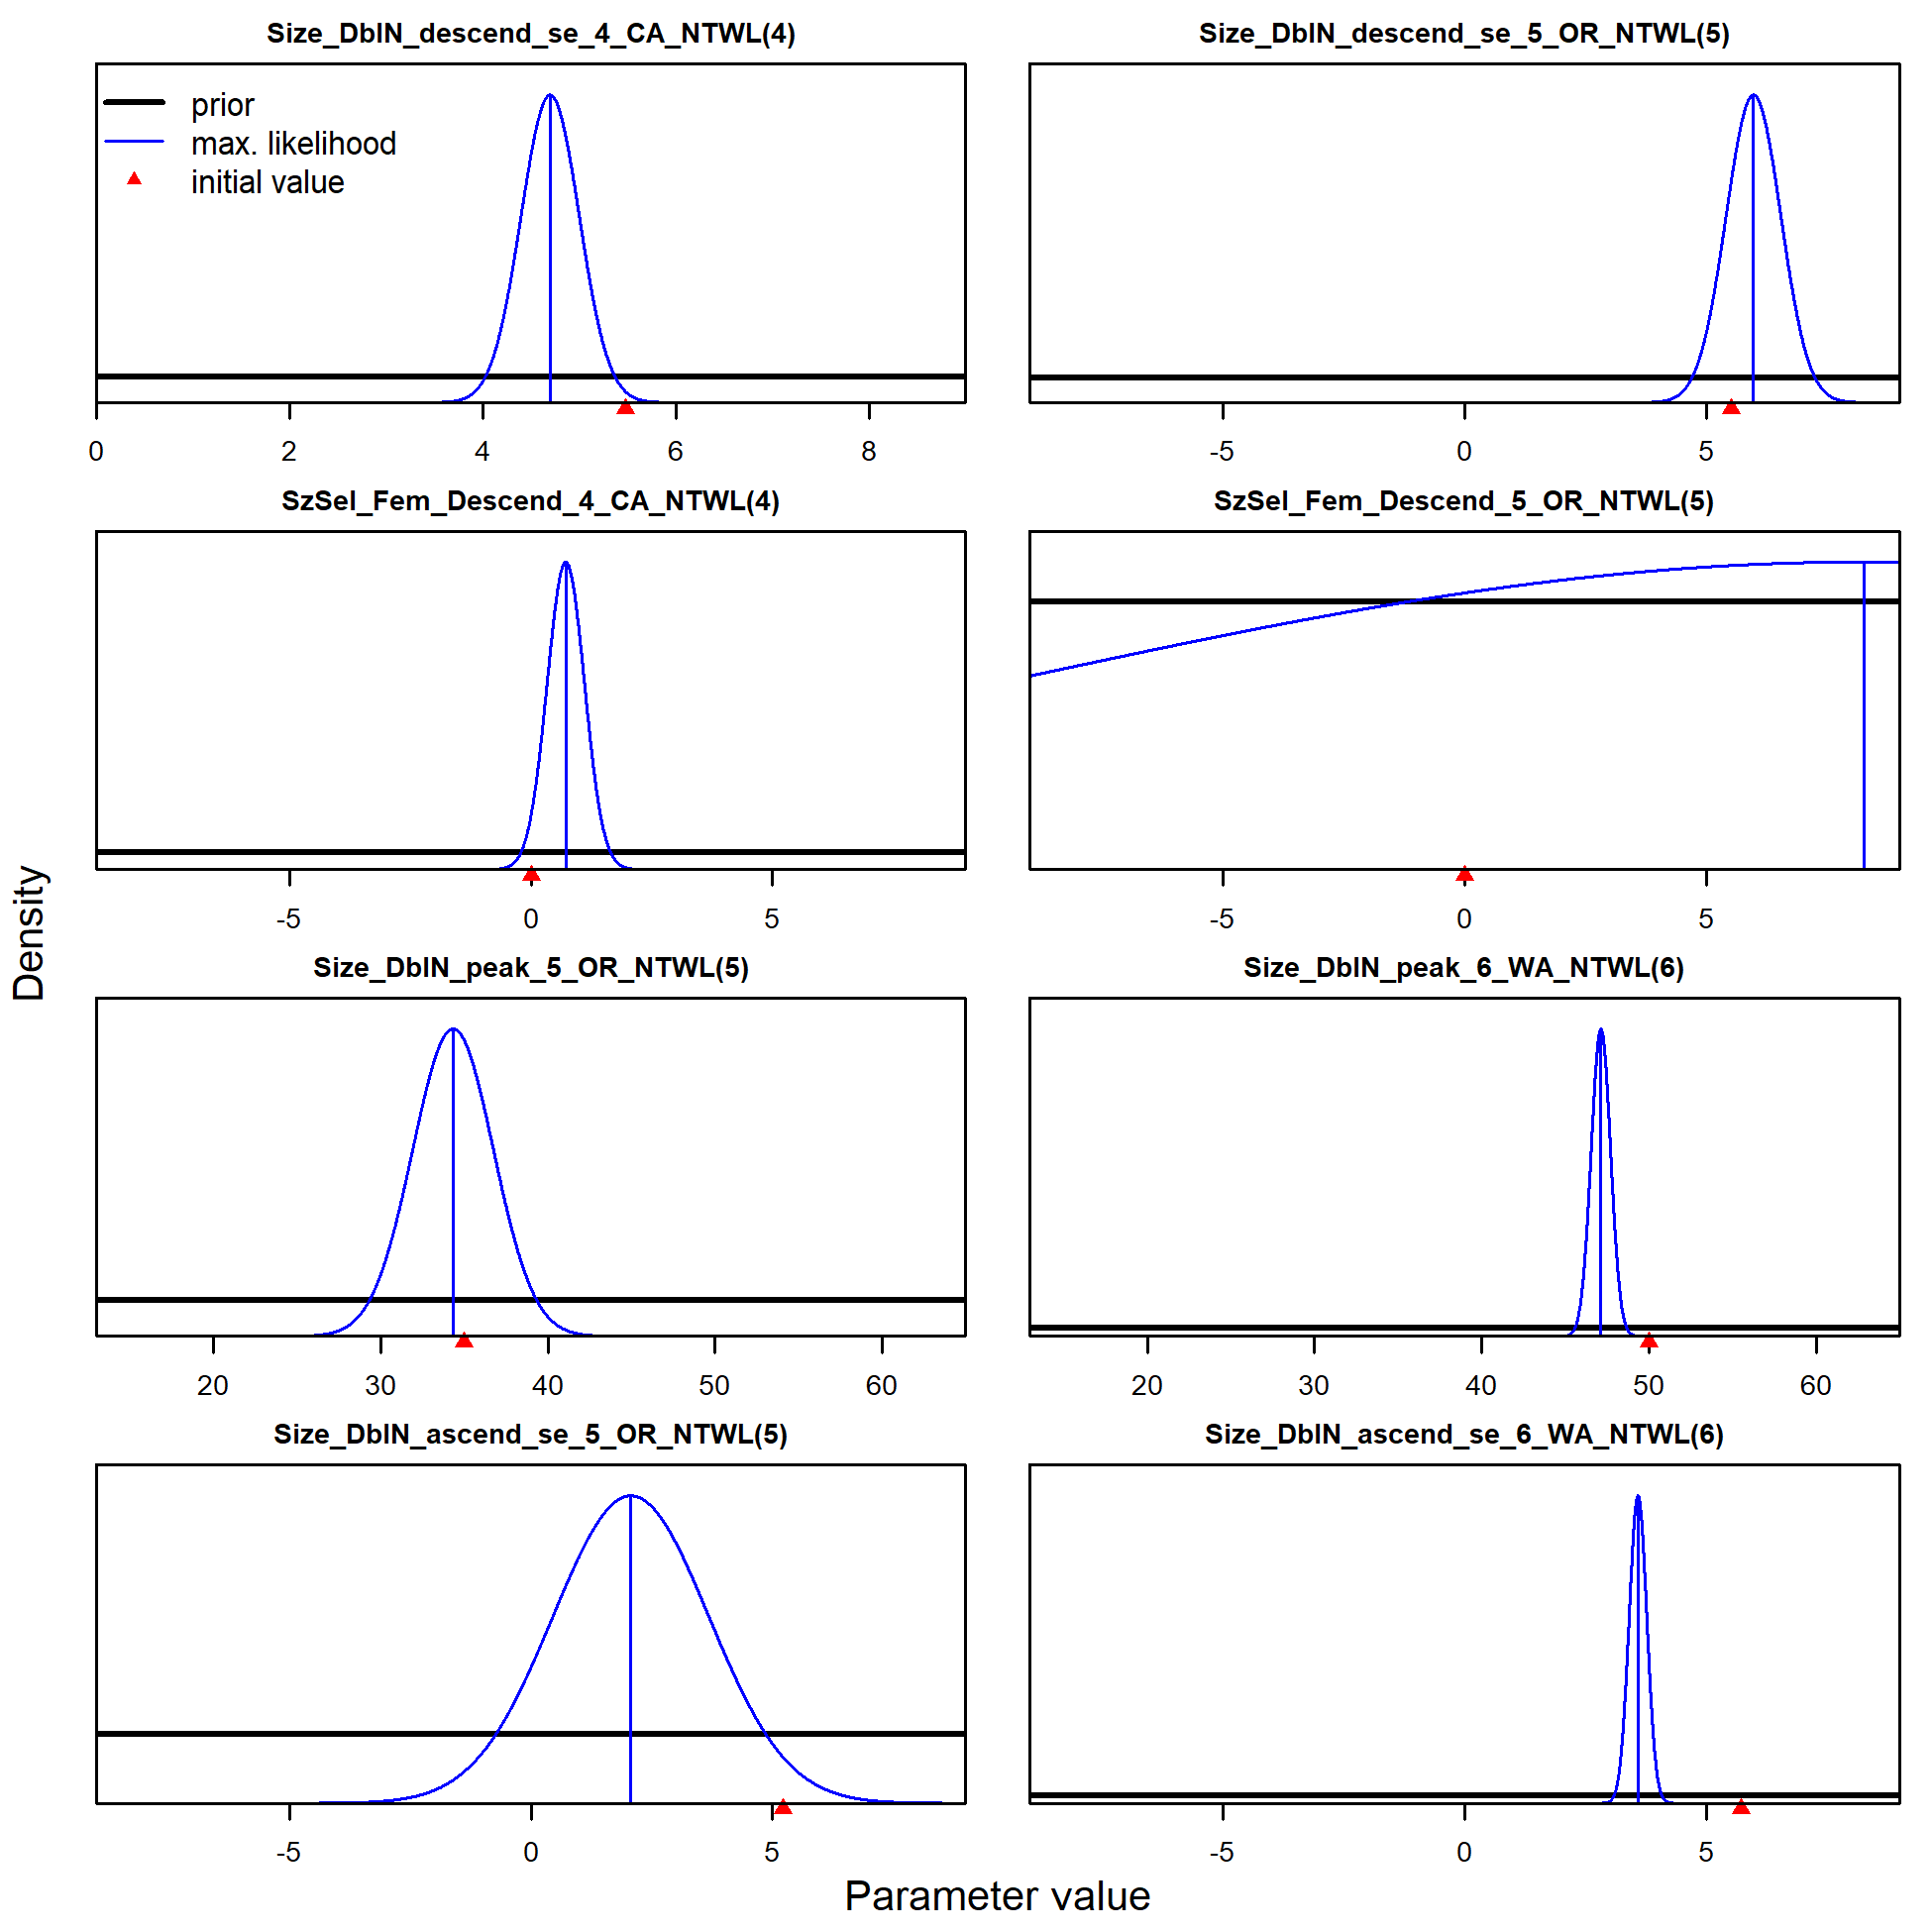 Size_DblN_descend_se_4_CA_NTWL(4)
prior
max. likelihood
initial value
0 2 4 6 8
Size_DblN_descend_se_5_OR_NTWL(5)
-5 0 5
SzSel_Fem_Descend_4_CA_NTWL(4)
-5 0 5
SzSel_Fem_Descend_5_OR_NTWL(5)
-5 0 5
Size_DblN_peak_5_OR_NTWL(5)
20 30 40 50 60
Size_DblN_peak_6_WA_NTWL(6)
20 30 40 50 60
Size_DblN_ascend_se_5_OR_NTWL(5)
-5 0 5
Size_DblN_ascend_se_6_WA_NTWL(6)
-5 0 5
Density
Parameter value